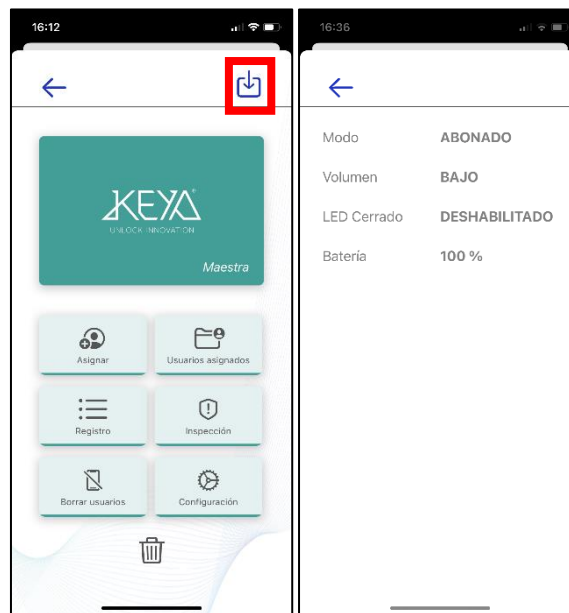 16:12
KEYA
UNLOCK INNOVATION
Maestra
Asignar
Usuarios asignados
Registro
Inspección
Borrar usuarios
Configuración
16:36
Modo ABONADO
Volumen BAJO
LED Cerrado DESHABILITADO
Batería 100 %